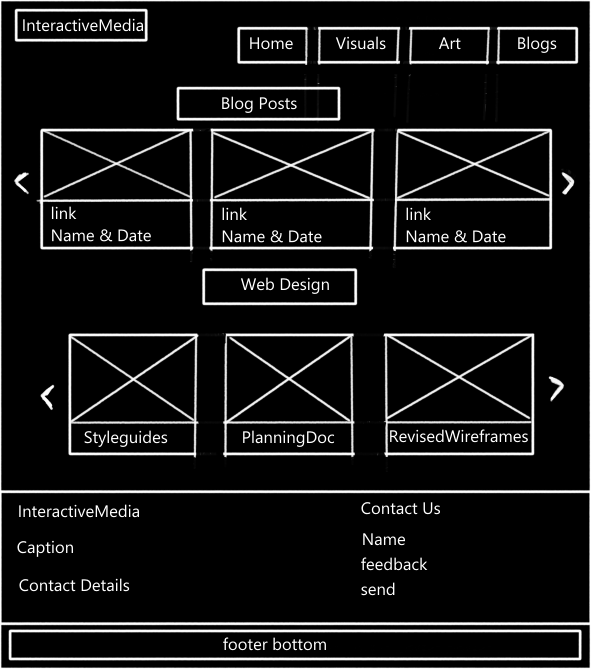 InteractiveMedia
Home Visuals Art Blogs
Blog Posts
link link link
Name & Date Name & Date Name & Date
Web Design
Styleguides PlanningDoc RevisedWireframes
InteractiveMedia
Caption
Contact Details
Contact Us
Name
feedback
send
footer bottom